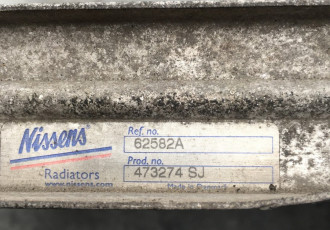 Nissens
Radiators
www.nissens.com
Ref. no.
62582A
Prod. no.
473274 SJ
Made in Denmark